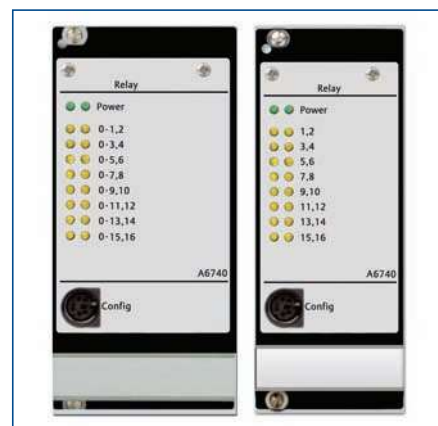 Relay
Power
0-1,2
0-3,4
0-5,6
0-7,8
0-9,10
0-11,12
0-13,14
0-15,16
A6740
Config
Relay
Power
1,2
3,4
5,6
7,8
9,10
11,12
13,14
15,16
A6740
Config